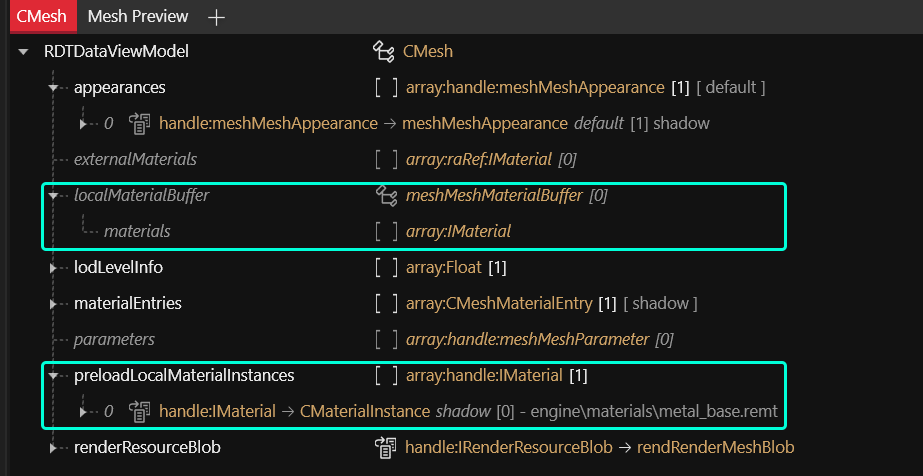 CMesh Mesh Preview +
RDTDataViewModel CMesh
appearances [ ] array:handle:meshMeshAppearance [1] [ default ]
0 handle:meshMeshAppearance → meshMeshAppearance default [1] shadow
externalMaterials [ ] array:raRef:IMaterial [0]
localMaterialBuffer meshMeshMaterialBuffer [0]
materials [ ] array:IMaterial
lodLevelInfo [ ] array:Float [1]
materialEntries [ ] array:CMeshMaterialEntry [1] [ shadow ]
parameters [ ] array:handle:meshMeshParameter [0]
preloadLocalMaterialInstances [ ] array:handle:IMaterial [1]
0 handle:IMaterial → CMaterialInstance shadow [0] - engine\materials\metal_base.remt
renderResourceBlob handle:IRenderResourceBlob → rendRenderMeshBlob